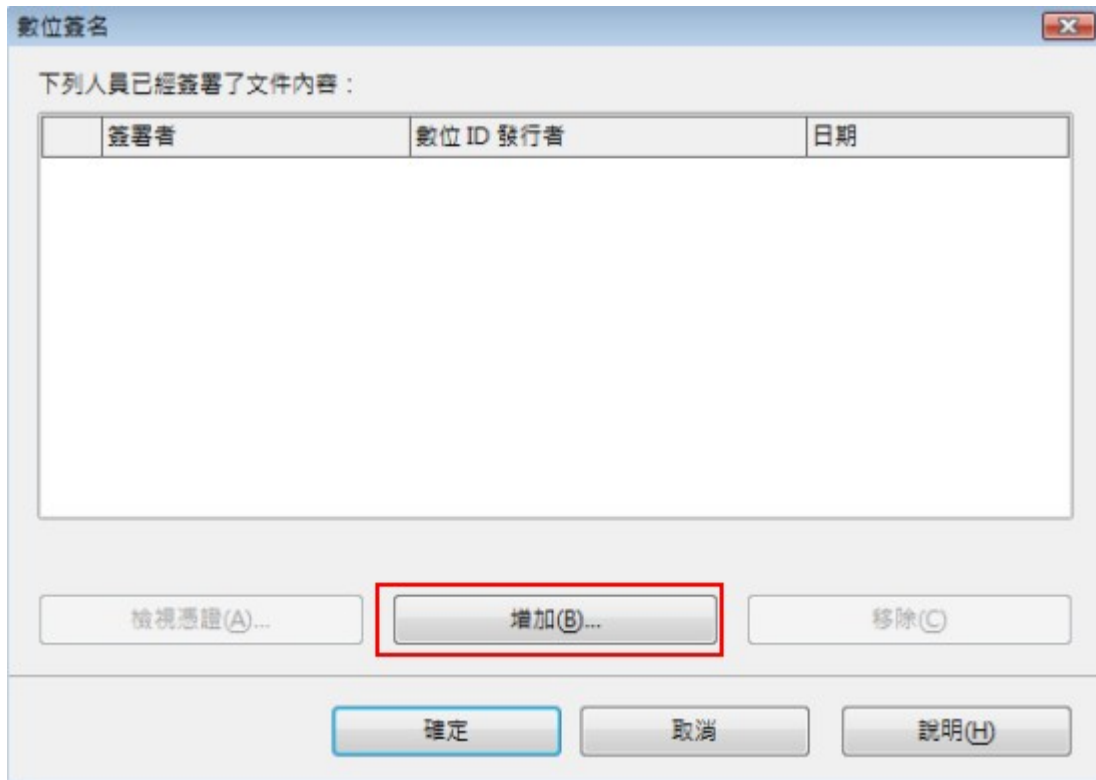 數位簽名
下列人員已經簽署了文件內容：
簽署者 數位 ID 發行者 日期
檢視憑證(A)... 增加(B)... 移除(C)
確定 取消 說明(H)